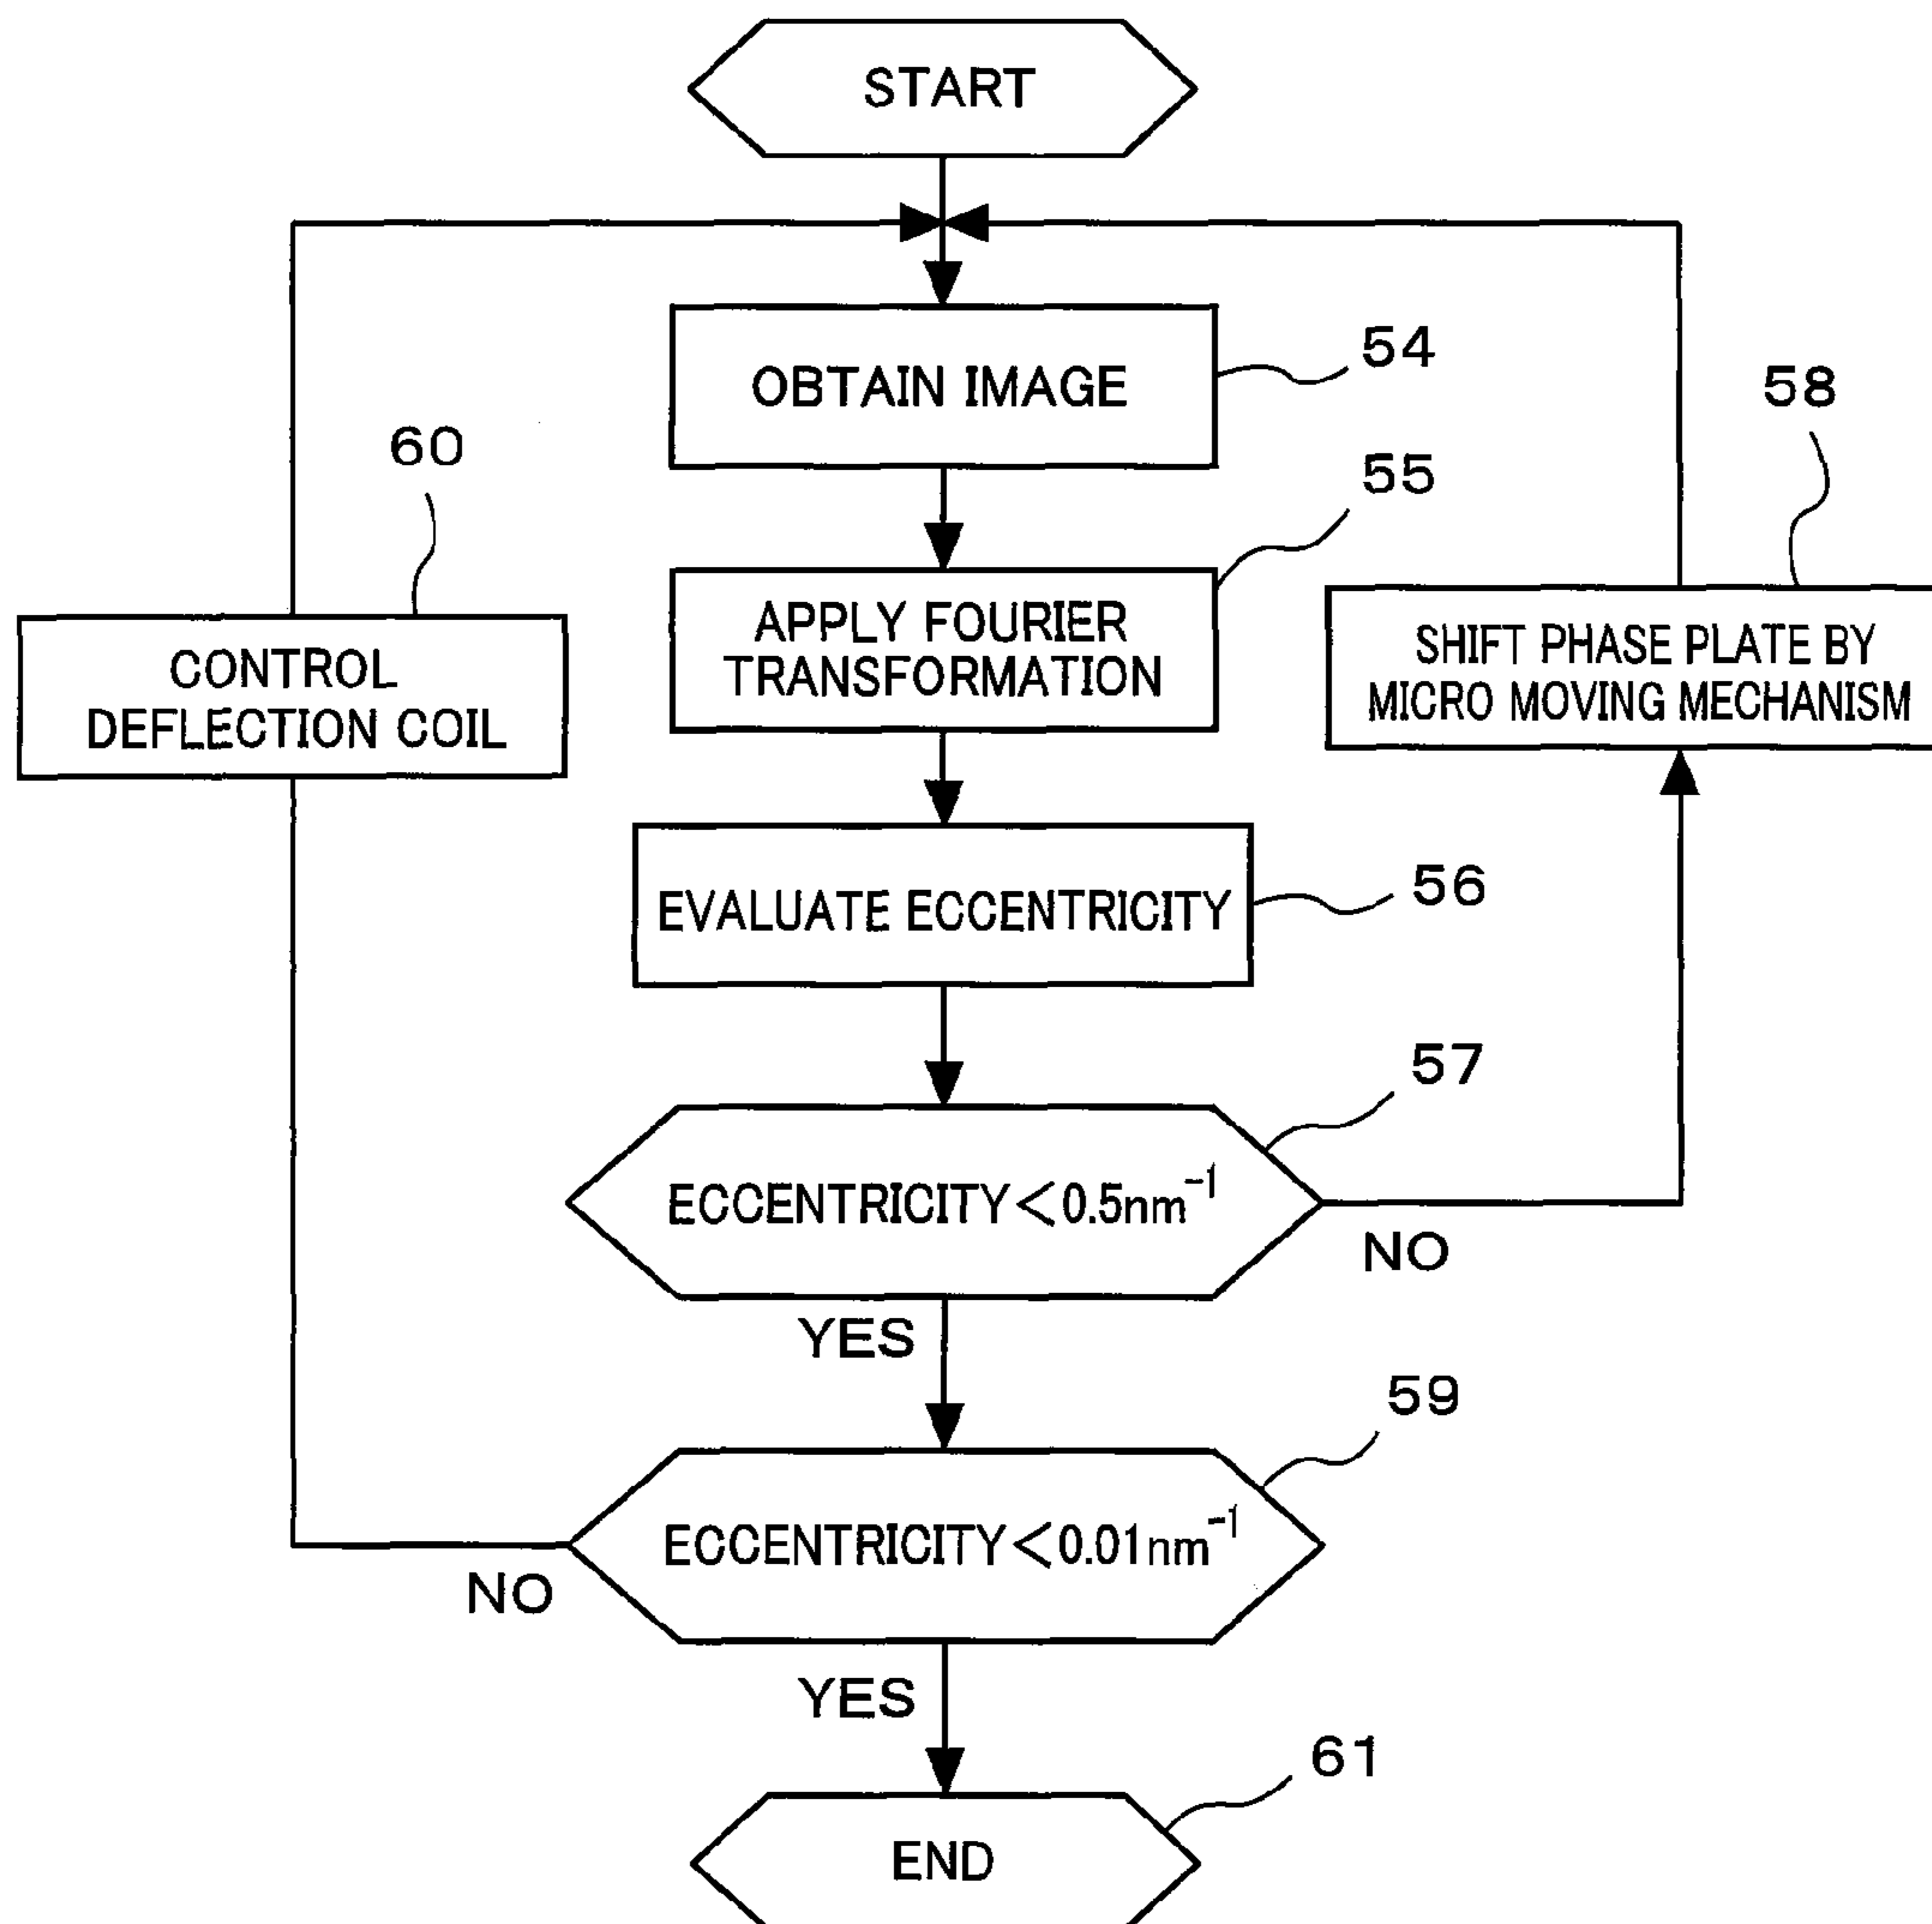 START
OBTAIN IMAGE
54
58
60
55
APPLY FOURIER
TRANSFORMATION
CONTROL
DEFLECTION COIL
SHIFT PHASE PLATE BY
MICRO MOVING MECHANISM
EVALUATE ECCENTRICITY
56
57
ECCENTRICITY<0.5nm⁻¹
NO
YES
59
ECCENTRICITY<0.01nm⁻¹
NO
YES
61
END